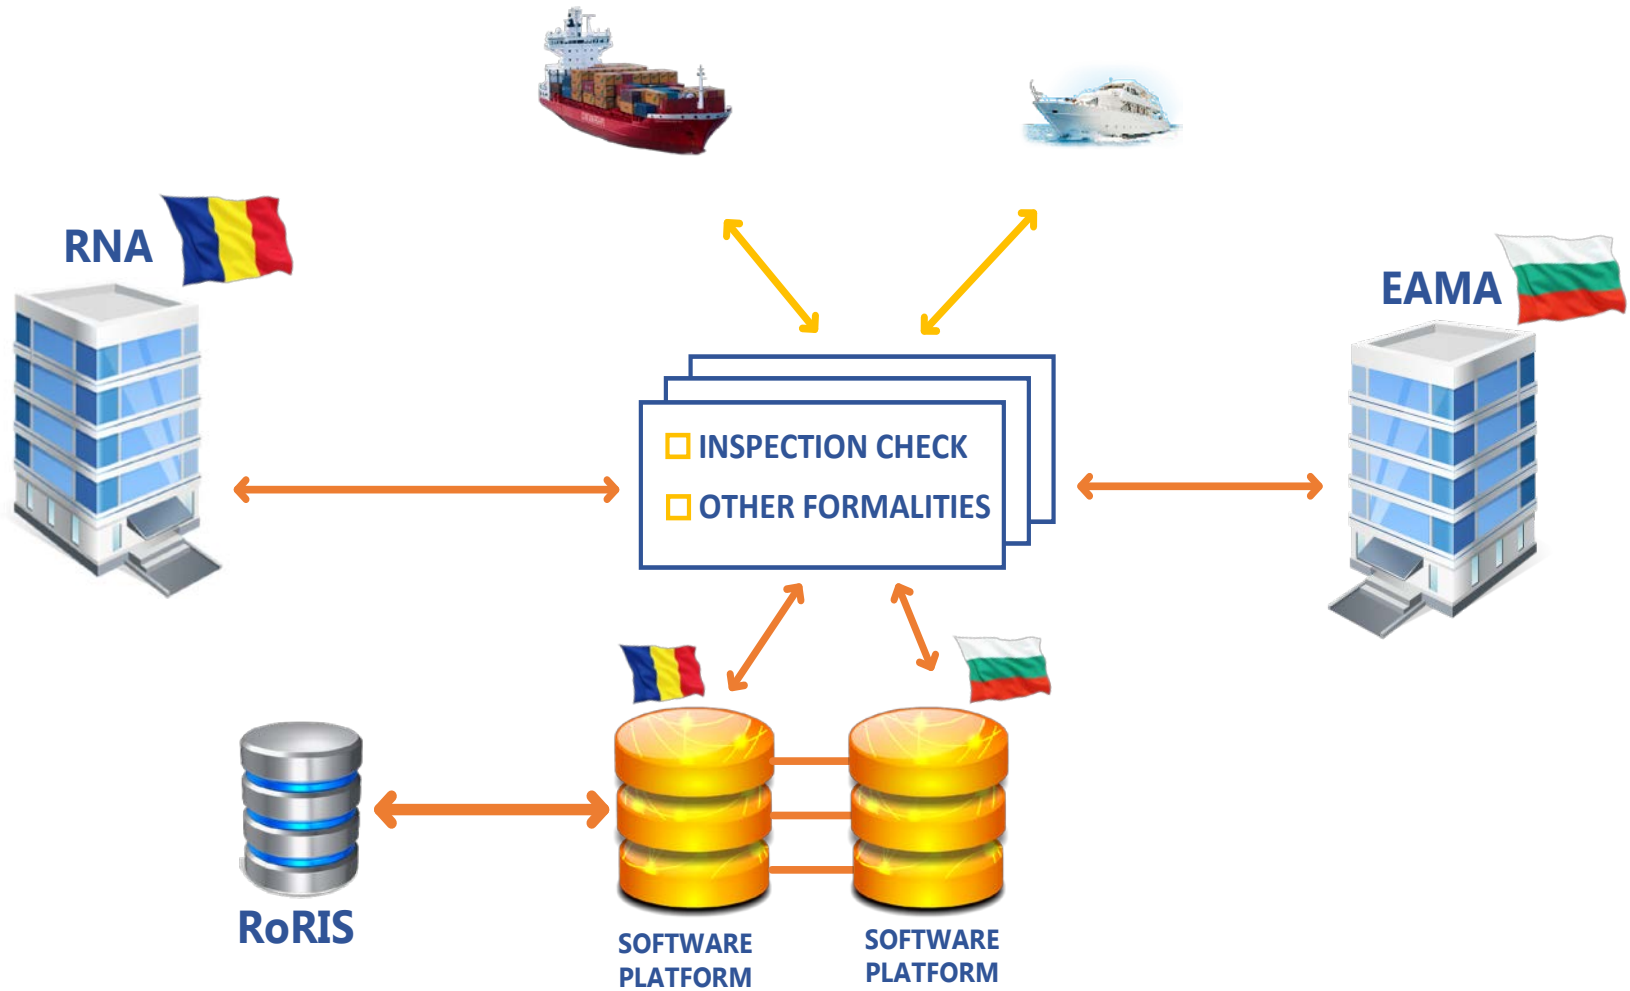 RNA
EAMA
INSPECTION CHECK
OTHER FORMALITIES
RoRIS
SOFTWARE
PLATFORM
SOFTWARE
PLATFORM